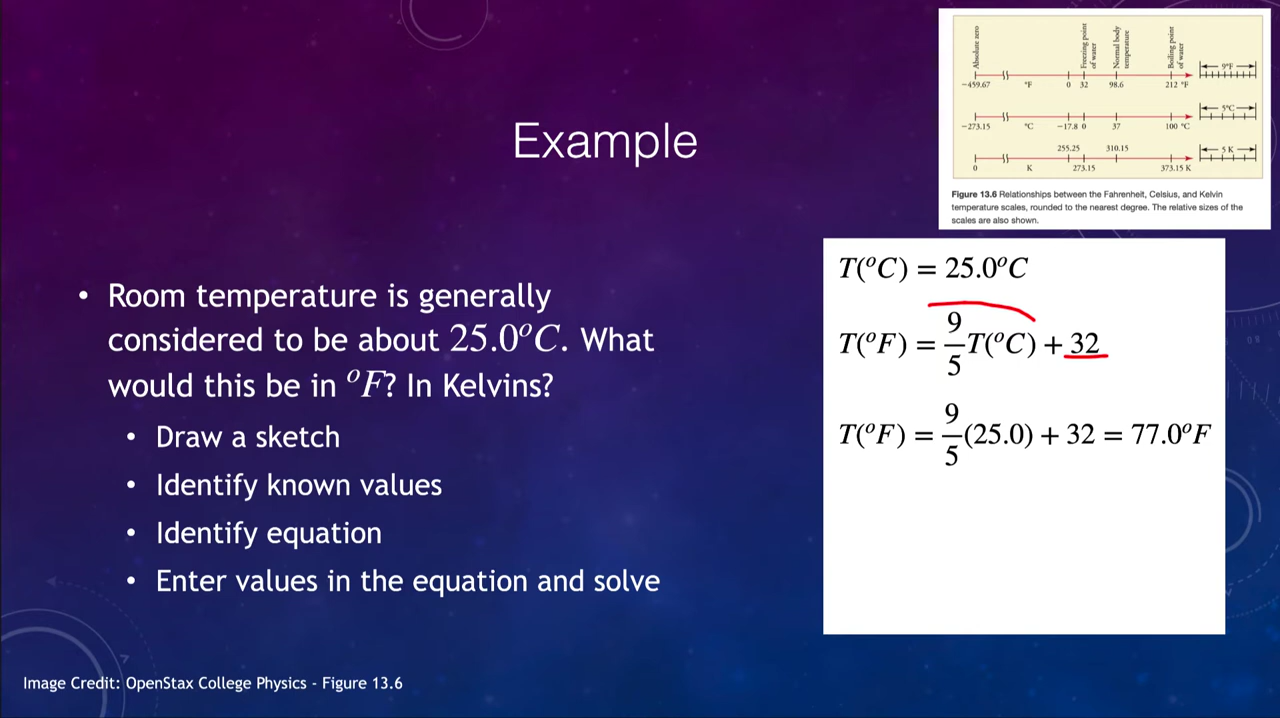 Example
Absolute zero
Freezing point
of water
Normal body
temperature
Boiling point
of water
9°F
−459.67 °F 0 32 98.6 212 °F
5°C
−273.15 °C −17.8 0 37 100 °C
255.25 310.15
5 K
0 K 273.15 373.15 K
Figure 13.6 Relationships between the Fahrenheit, Celsius, and Kelvin
temperature scales, rounded to the nearest degree. The relative sizes of the
scales are also shown.
• Room temperature is generally
considered to be about 25.0°C. What
would this be in °F? In Kelvins?
• Draw a sketch
• Identify known values
• Identify equation
• Enter values in the equation and solve
T(°C) = 25.0°C
T(°F) = 9/5 T(°C) + 32
T(°F) = 9/5 (25.0) + 32 = 77.0°F
Image Credit: OpenStax College Physics - Figure 13.6